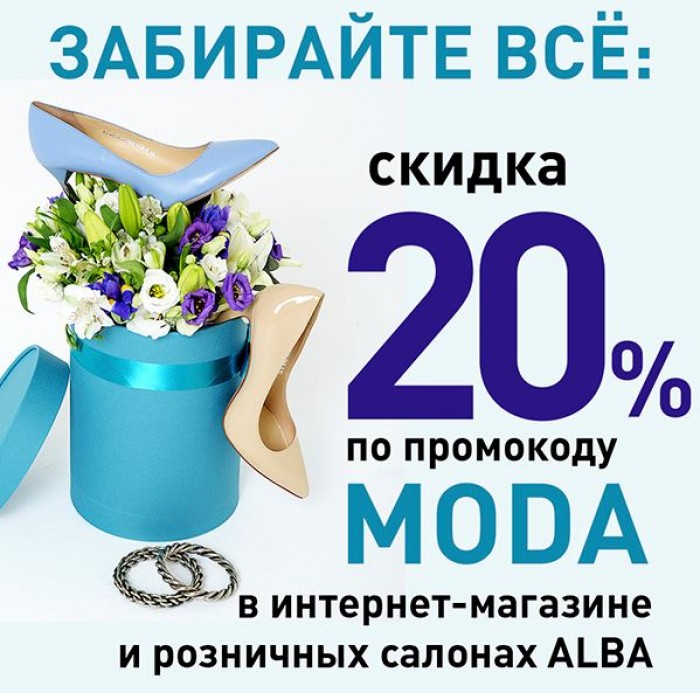 ЗАБИРАЙТЕ ВСЁ:
скидка
20%
по промокоду
MODA
в интернет-магазине
и розничных салонах ALBA